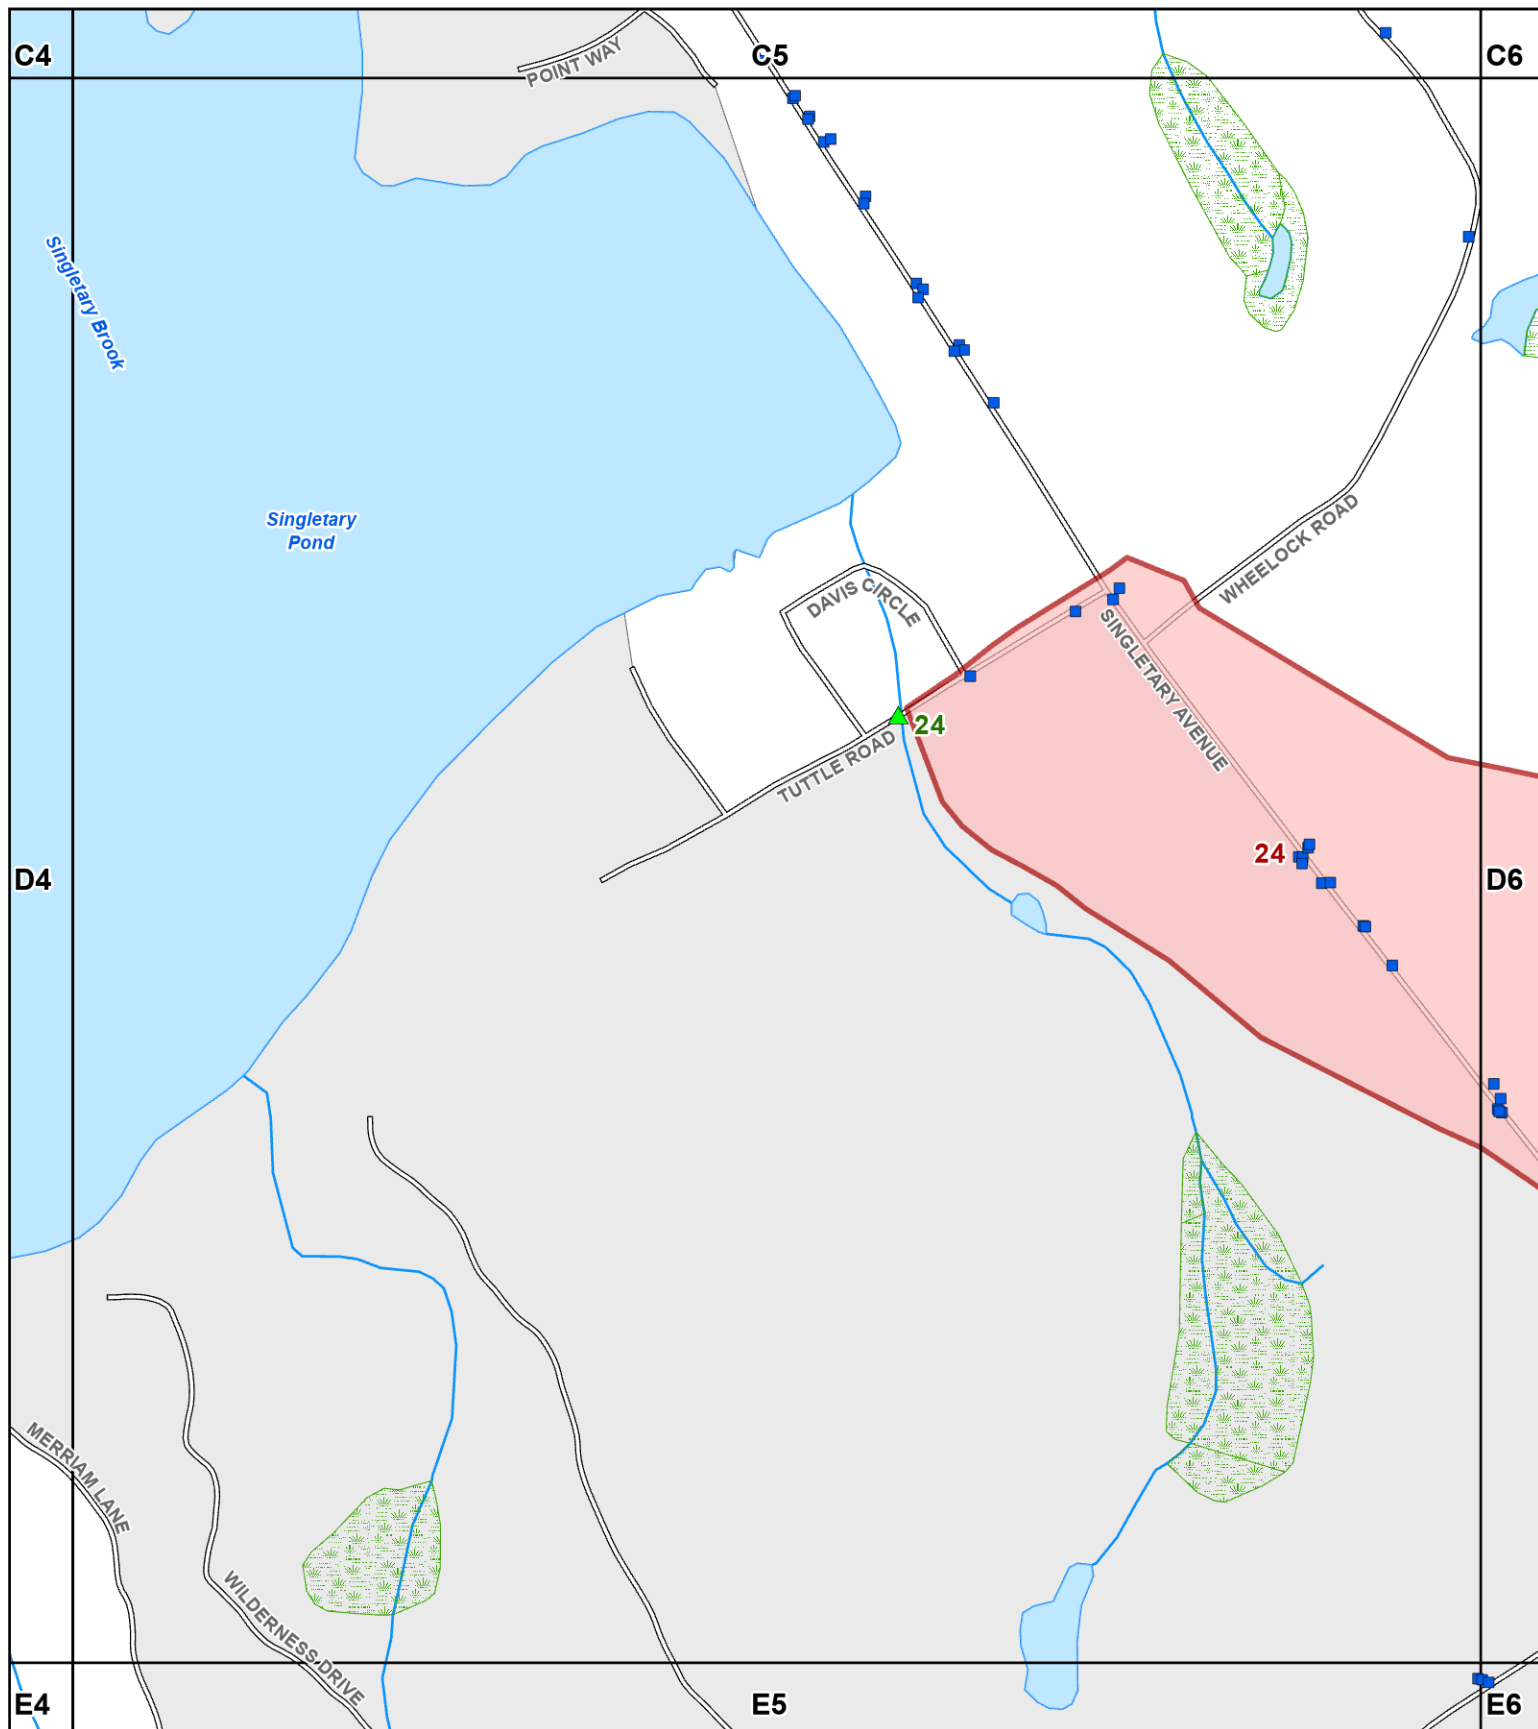 C4
C5
C6
POINT WAY
Singletary Brook
Singletary
Pond
WHEELOCK ROAD
DAVIS CIRCLE
SINGLETARY AVENUE
24
TUTTLE ROAD
24
D4
D6
MERRIAM LANE
WILDERNESS DRIVE
E4
E5
E6